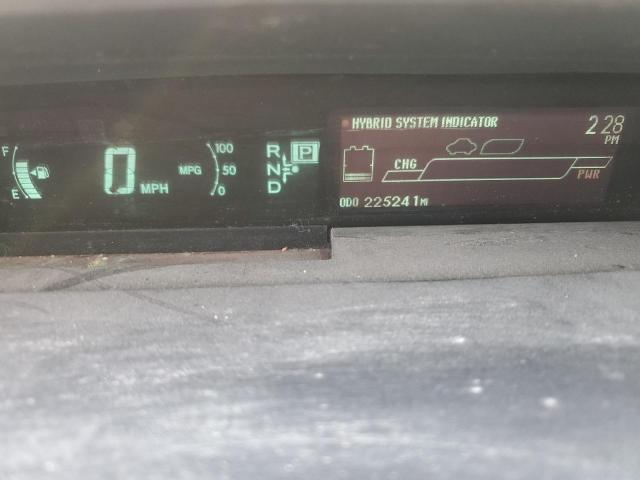 HYBRID SYSTEM INDICATOR
2:28
PM
F
E
0 MPH
MPG
100
50
0
R
N
D
P
CHG
PWR
ODO 225241 MI